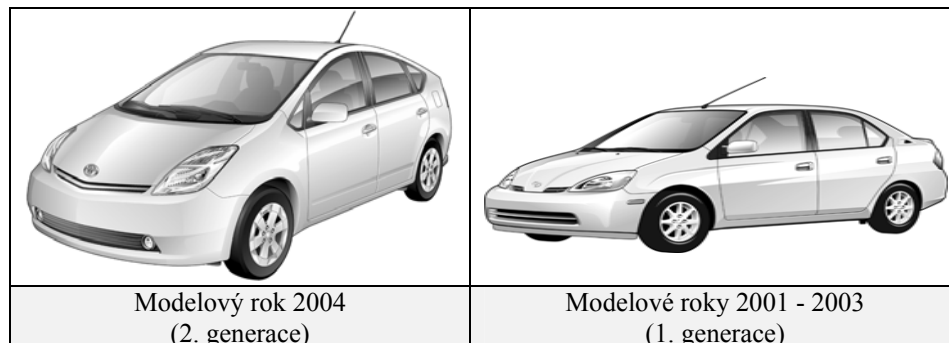 Modelový rok 2004
(2. generace)
Modelové roky 2001 - 2003
(1. generace)